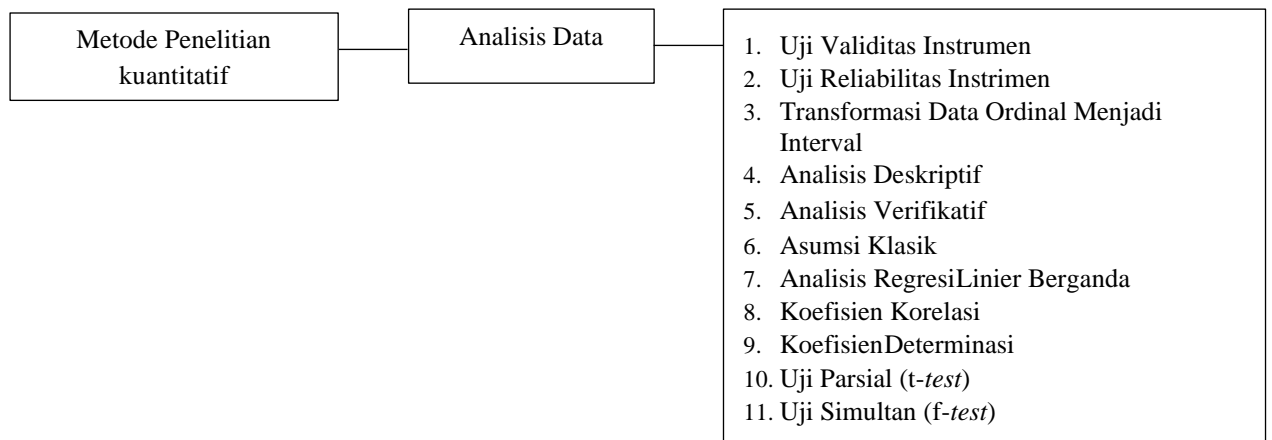 Metode Penelitian
kuantitatif
Analisis Data
1. Uji Validitas Instrumen
2. Uji Reliabilitas Instrimen
3. Transformasi Data Ordinal Menjadi
Interval
4. Analisis Deskriptif
5. Analisis Verifikatif
6. Asumsi Klasik
7. Analisis RegresiLinier Berganda
8. Koefisien Korelasi
9. KoefisienDeterminasi
10. Uji Parsial (t-test)
11. Uji Simultan (f-test)